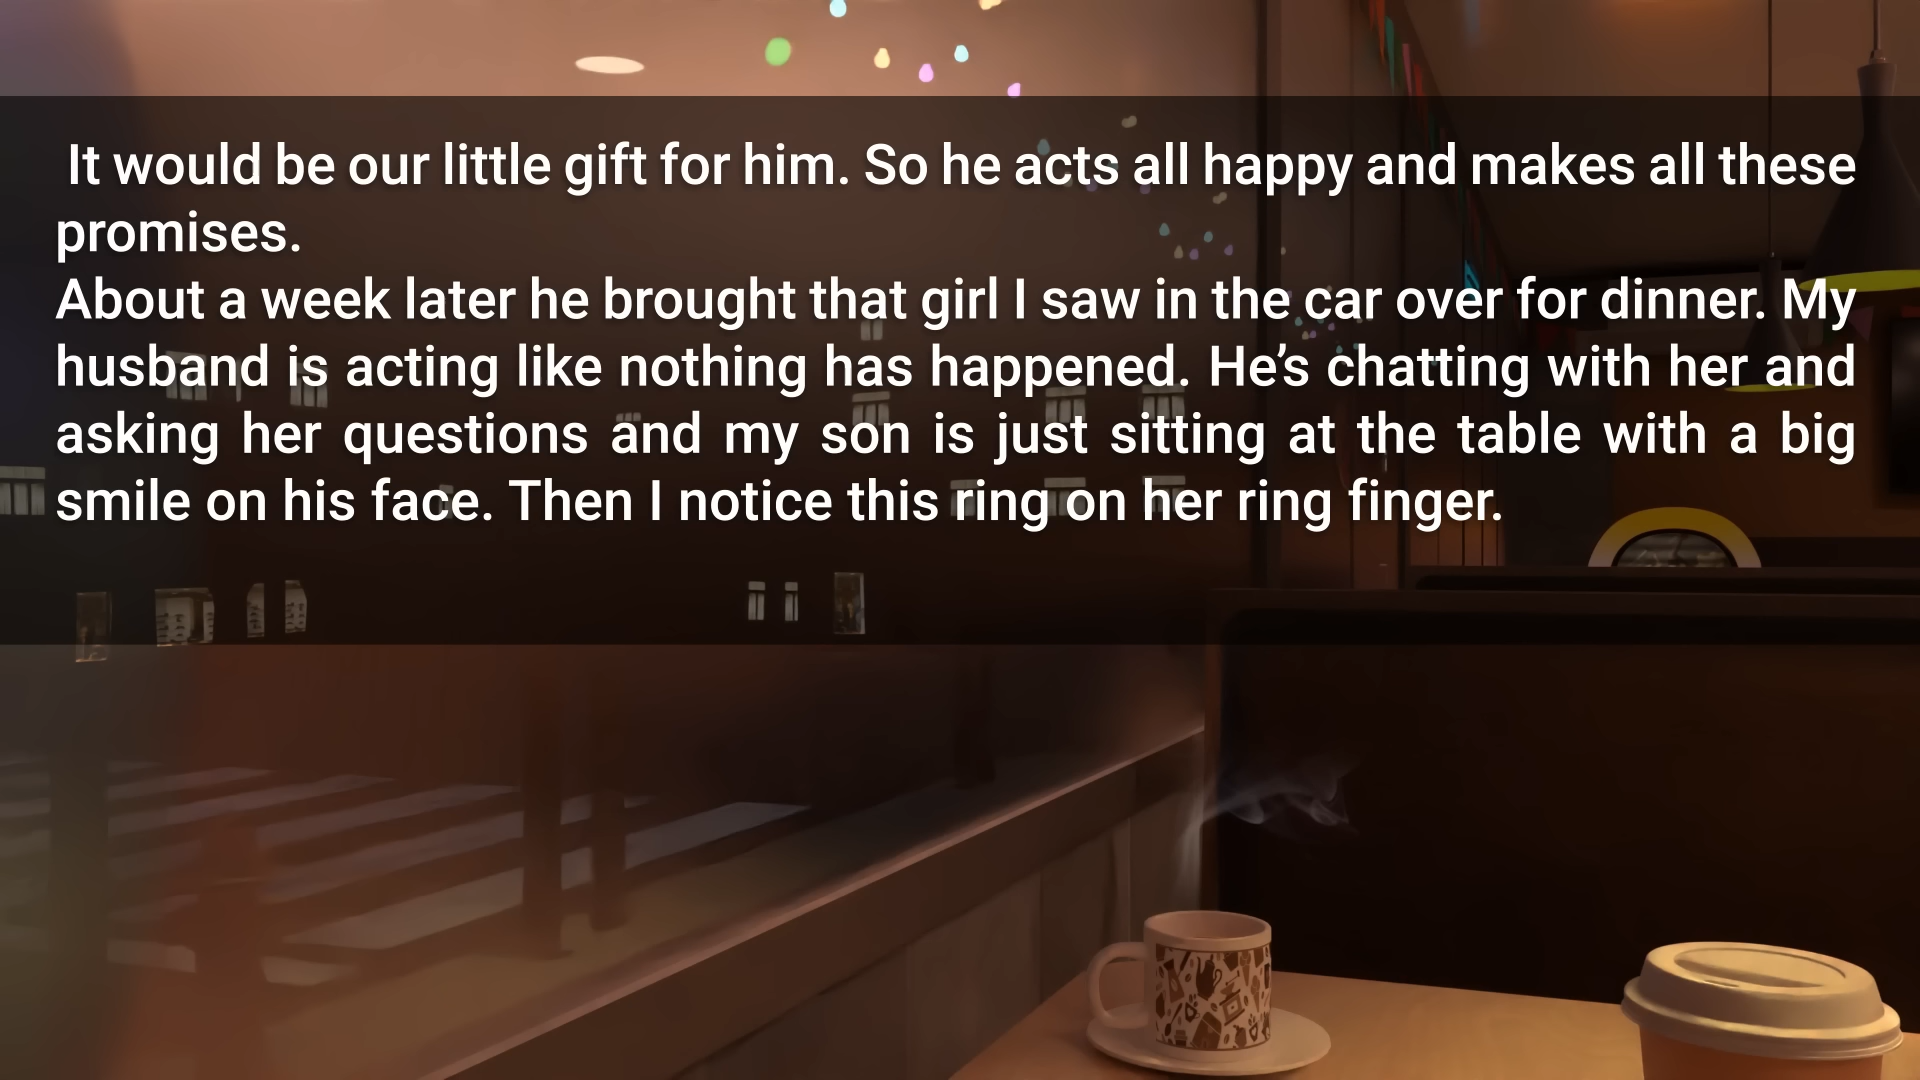 It would be our little gift for him. So he acts all happy and makes all these
promises.
About a week later he brought that girl I saw in the car over for dinner. My
husband is acting like nothing has happened. He’s chatting with her and
asking her questions and my son is just sitting at the table with a big
smile on his face. Then I notice this ring on her ring finger.